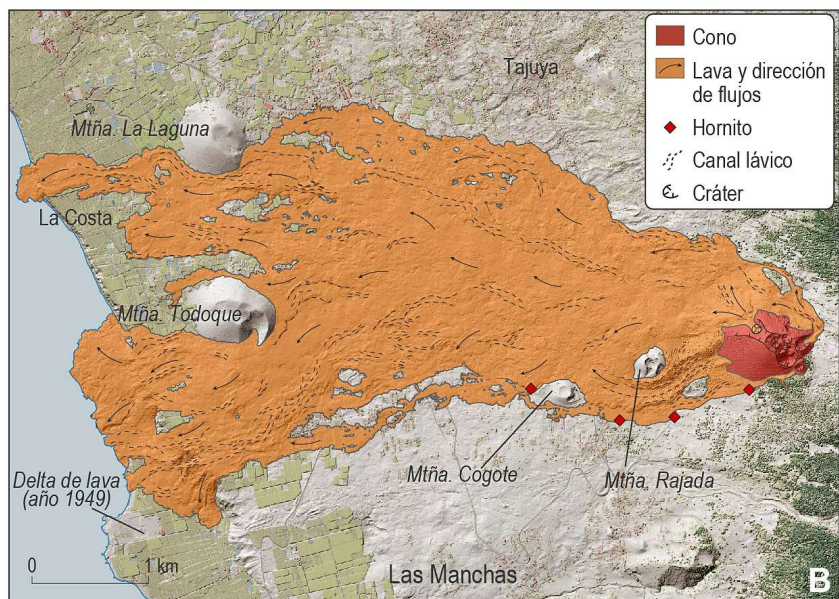 Cono
Lava y dirección
de flujos
Hornito
Canal lávico
Cráter
Tajuya
Mtña. La Laguna
La Costa
Mtña. Todoque
Mtña. Cogote
Mtña. Rajada
Delta de lava
(año 1949)
0 1 km
Las Manchas
B